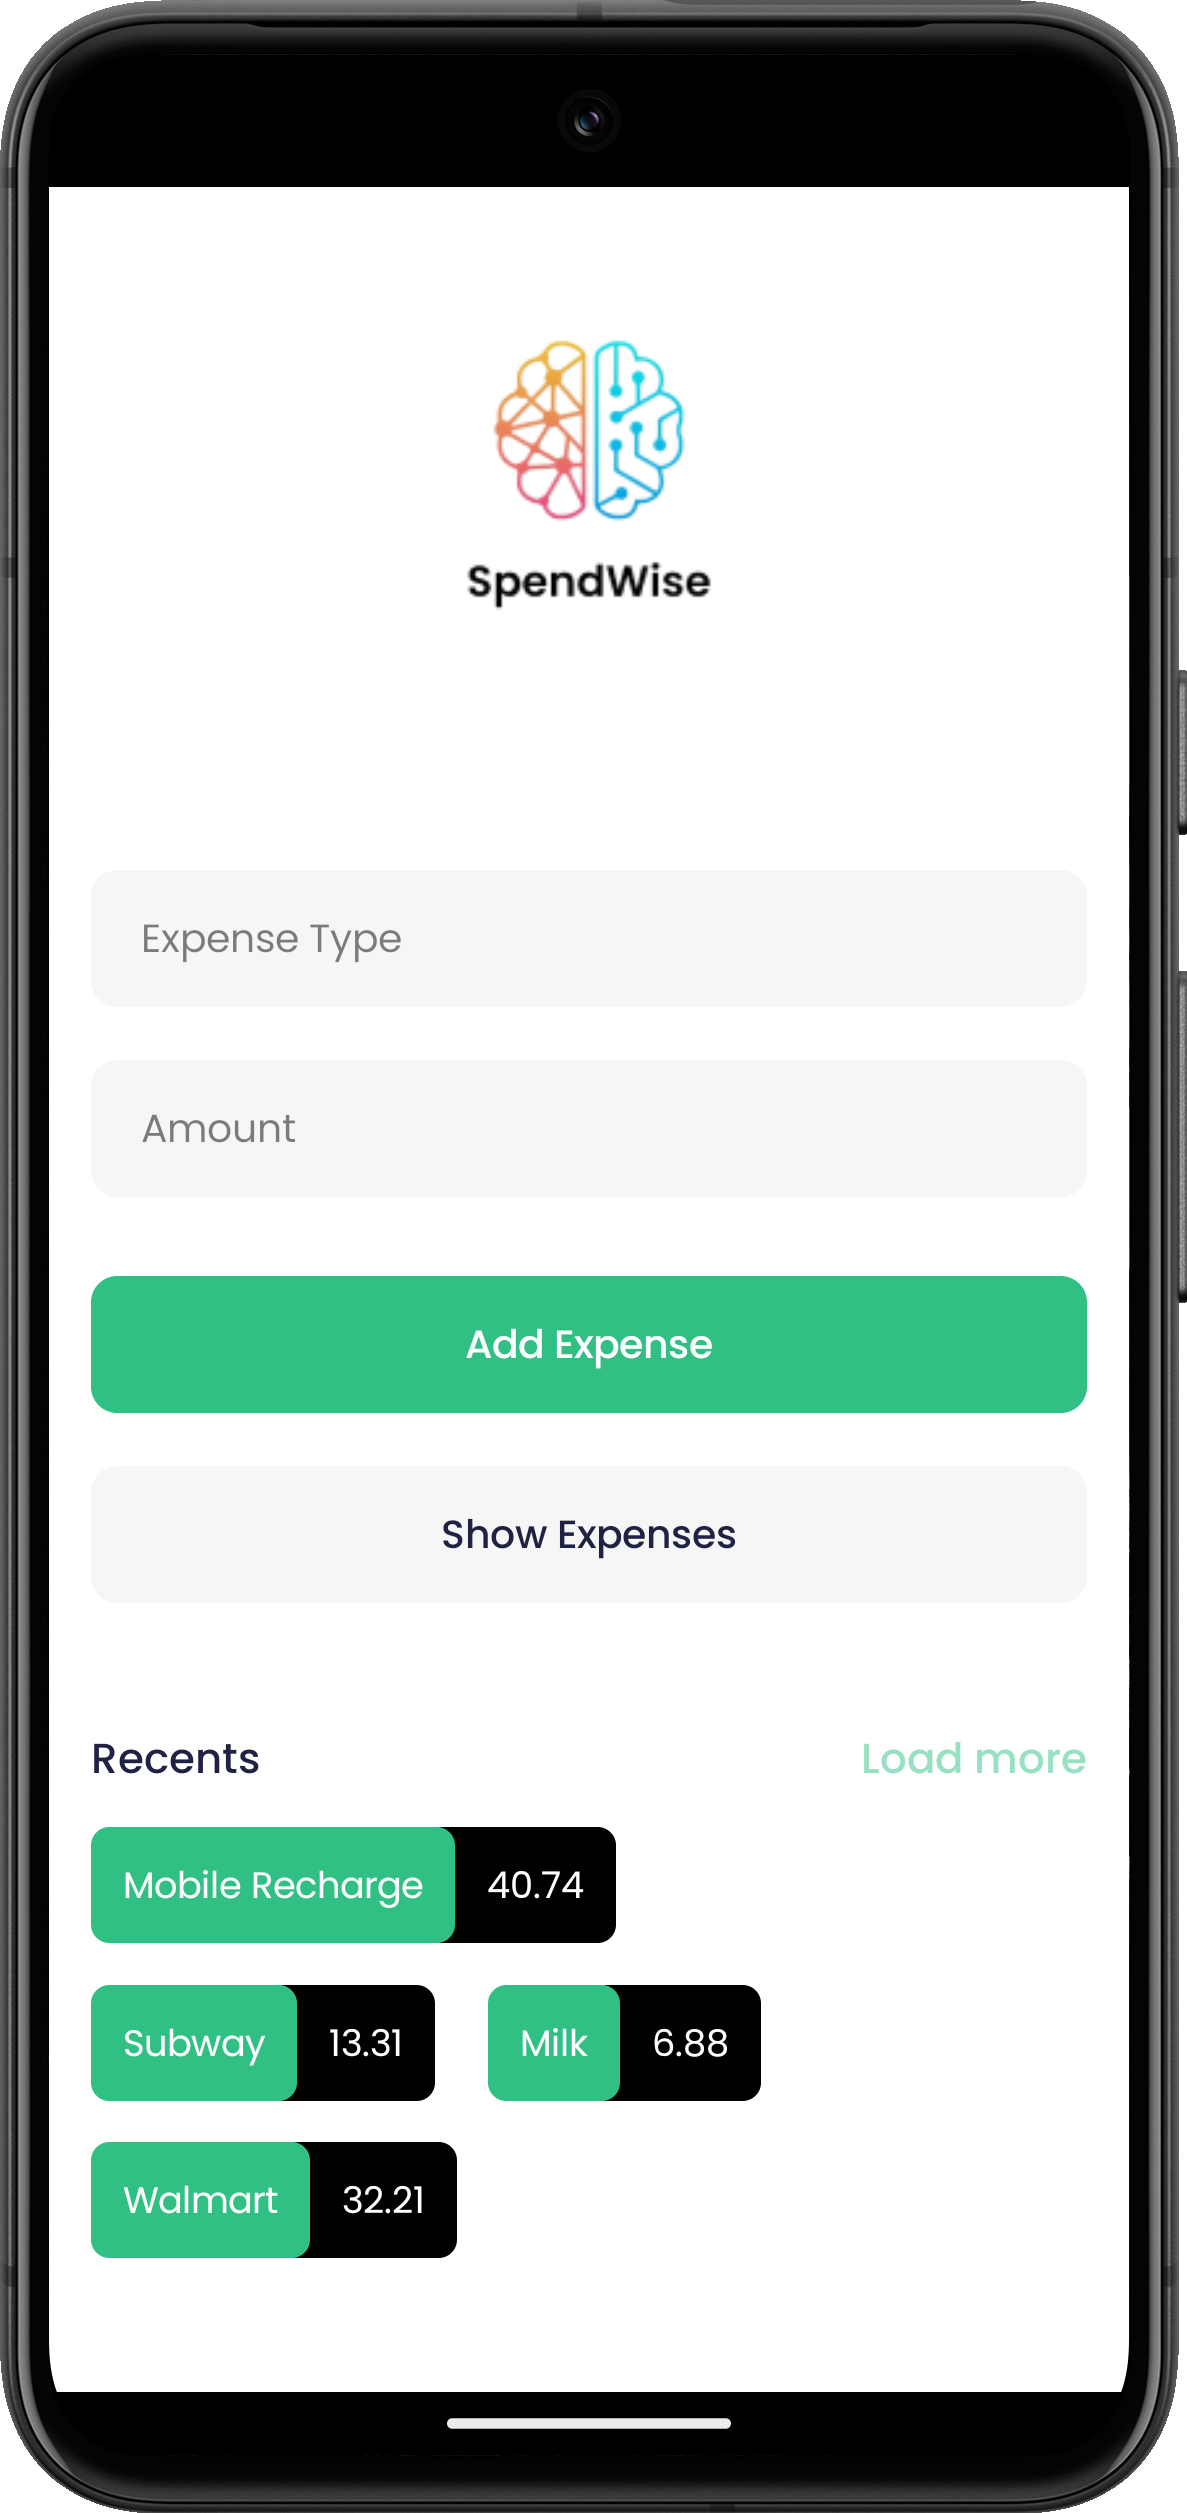 SpendWise
Expense Type
Amount
Add Expense
Show Expenses
Recents Load more
Mobile Recharge 40.74
Subway 13.31 Milk 6.88
Walmart 32.21